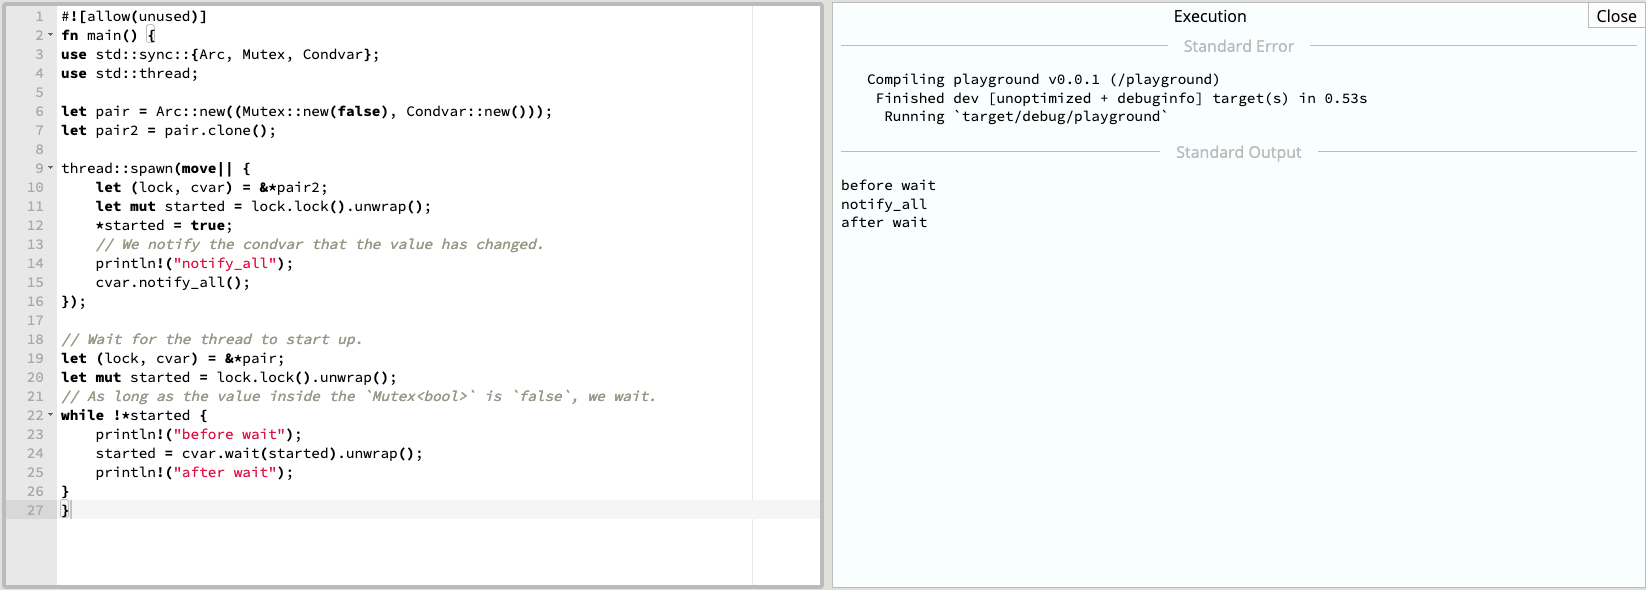 1 #![allow(unused)]
2 fn main() {
3 use std::sync::{Arc, Mutex, Condvar};
4 use std::thread;
5
6 let pair = Arc::new((Mutex::new(false), Condvar::new()));
7 let pair2 = pair.clone();
8
9 thread::spawn(move|| {
10     let (lock, cvar) = &*pair2;
11     let mut started = lock.lock().unwrap();
12     *started = true;
13     // We notify the condvar that the value has changed.
14     println!("notify_all");
15     cvar.notify_all();
16 });
17
18 // Wait for the thread to start up.
19 let (lock, cvar) = &*pair;
20 let mut started = lock.lock().unwrap();
21 // As long as the value inside the `Mutex<bool>` is `false`, we wait.
22 while !*started {
23     println!("before wait");
24     started = cvar.wait(started).unwrap();
25     println!("after wait");
26 }
27 }
Execution
Close
Standard Error
   Compiling playground v0.0.1 (/playground)
    Finished dev [unoptimized + debuginfo] target(s) in 0.53s
     Running `target/debug/playground`
Standard Output
before wait
notify_all
after wait